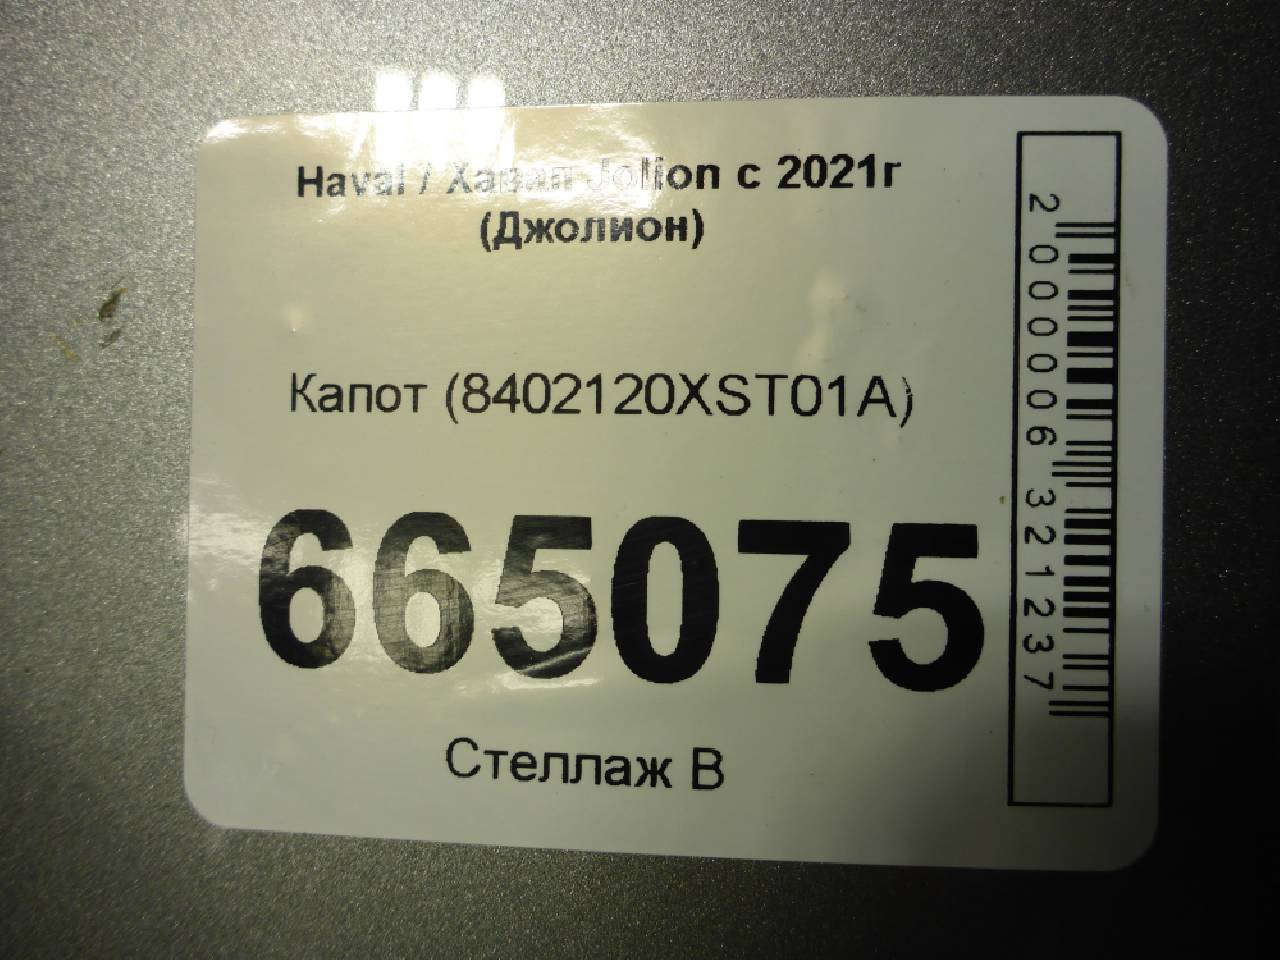 Haval / Хавал Jolion с 2021г
(Джолион)
Капот (8402120XST01A)
665075
Стеллаж В
2000006321237